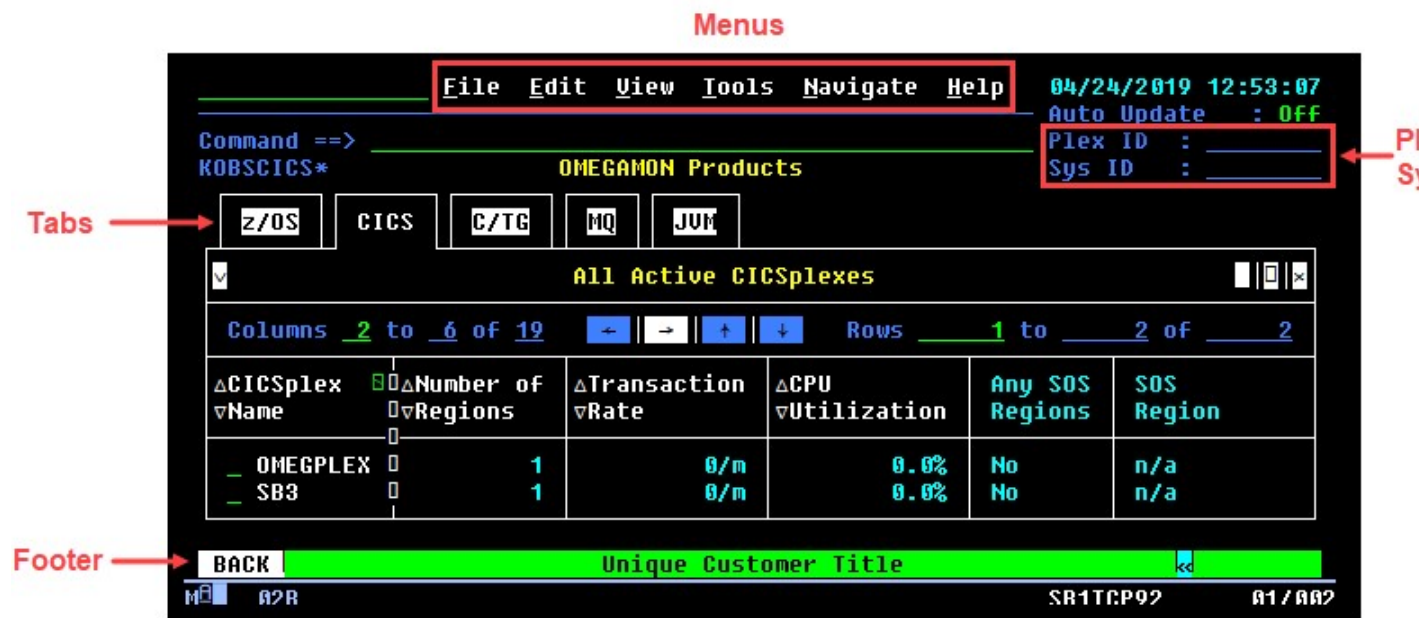 Menus
File Edit View Tools Navigate Help 04/24/2019 12:53:07
Auto Update : Off
Command ==> Plex ID :
KOBSCICS* OMEGAMON Products Sys ID :
Pl
Sy
Tabs z/OS CICS C/TG MQ JVM
All Active CICSplexes
Columns 2 to 6 of 19 ← → ↑ ↓ Rows 1 to 2 of 2
△CICSplex △Number of △Transaction △CPU Any SOS SOS
▽Name ▽Regions ▽Rate ▽Utilization Regions Region
_ OMEGPLEX 1 0/m 0.0% No n/a
_ SB3 1 0/m 0.0% No n/a
Footer BACK Unique Customer Title <<
02R 01/002